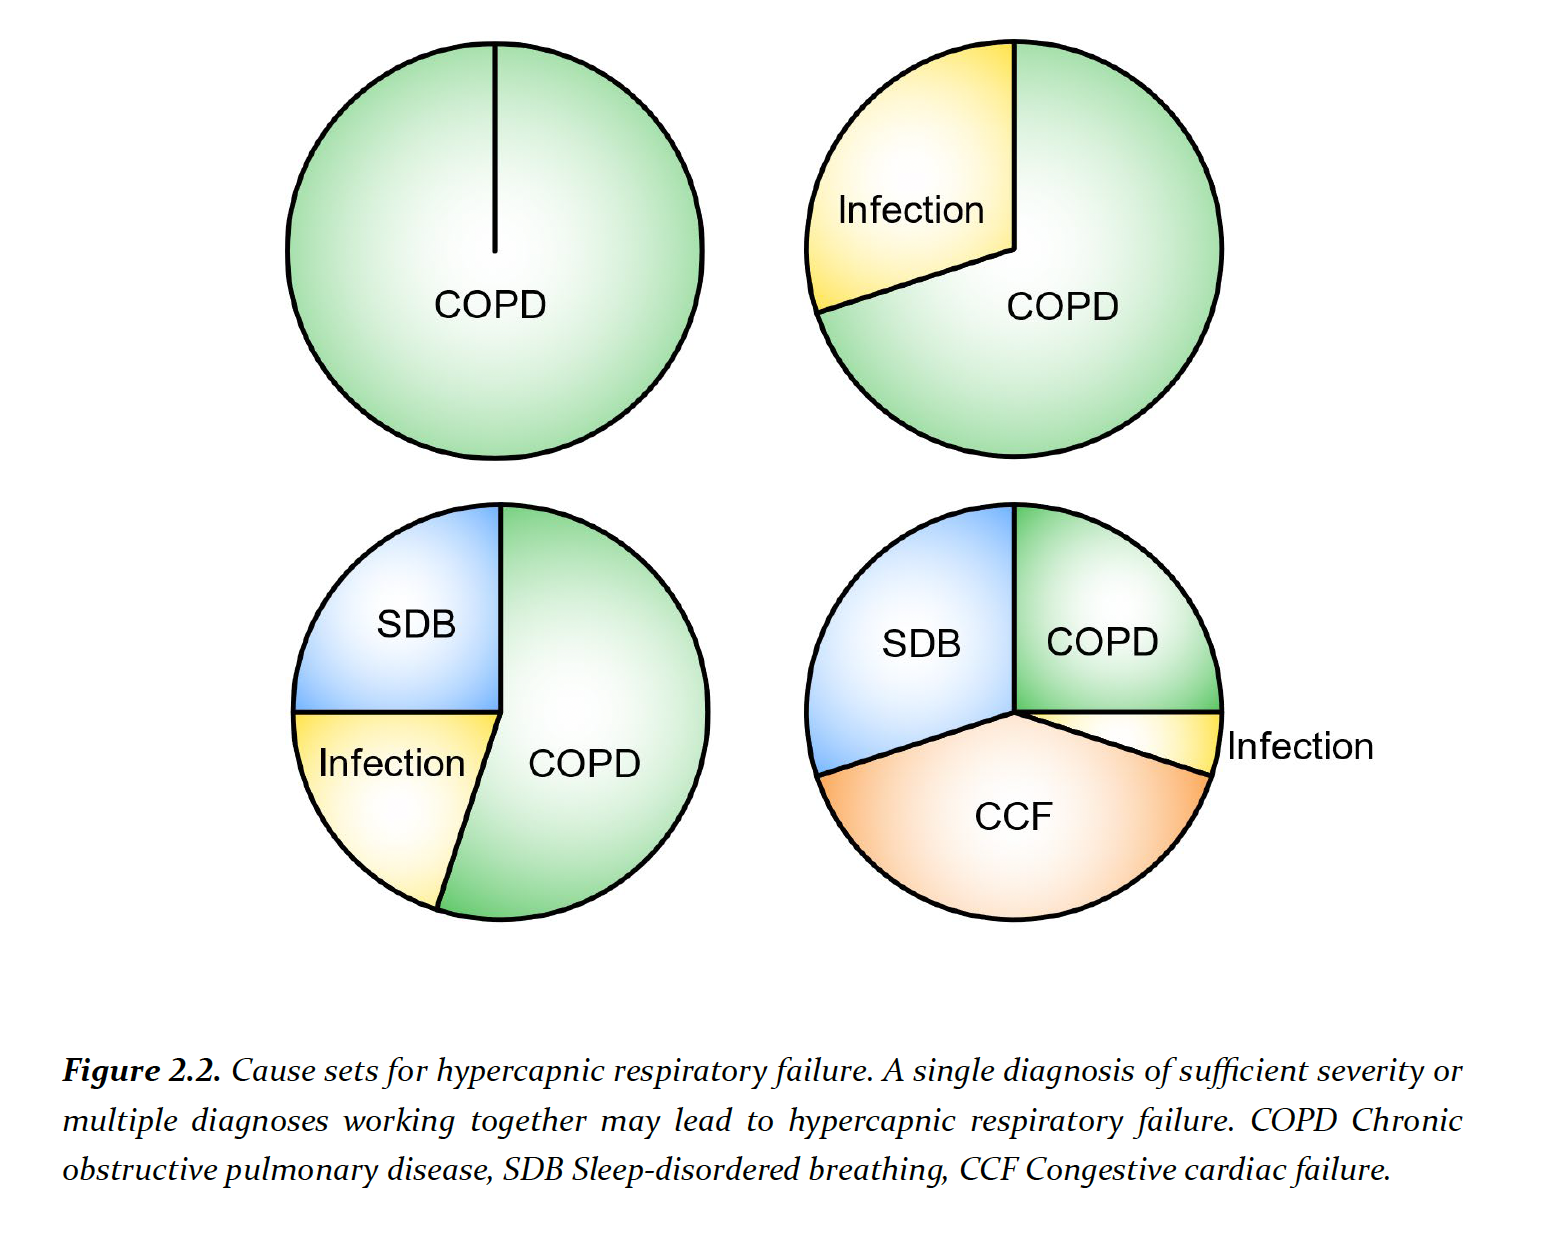 COPD
Infection
COPD
SDB
Infection
COPD
SDB
COPD
Infection
CCF
Figure 2.2. Cause sets for hypercapnic respiratory failure. A single diagnosis of sufficient severity or
multiple diagnoses working together may lead to hypercapnic respiratory failure. COPD Chronic
obstructive pulmonary disease, SDB Sleep-disordered breathing, CCF Congestive cardiac failure.